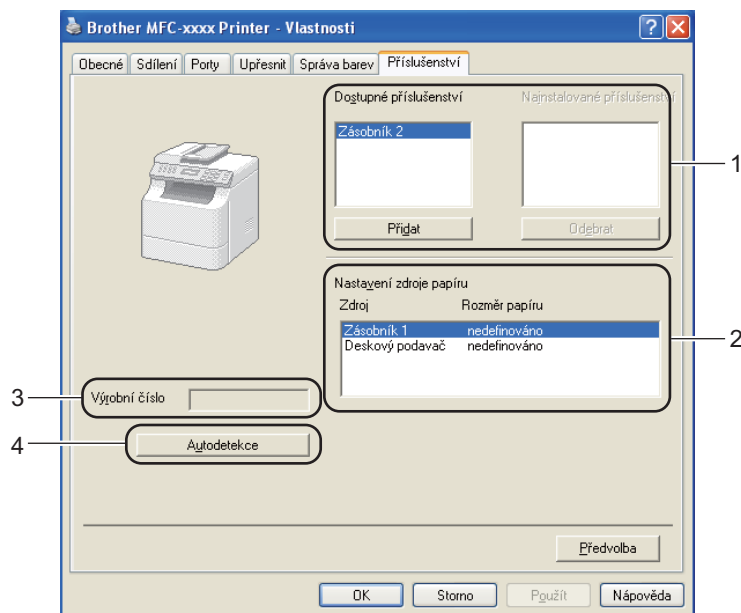 Brother MFC-xxxx Printer - Vlastnosti
Obecné Sdílení Porty Upřesnit Správa barev Příslušenství
Dostupné příslušenství Najnstalované příslušenství
Zásobník 2
1
Přidat Odebrat
Nastavení zdroje papíru
Zdroj Rozměr papíru
Zásobník 1 nedefinováno
Deskový podavač nedefinováno
2
3
Výrobní číslo
4
Autodetekce
Předvolba
OK Storno Použít Nápověda